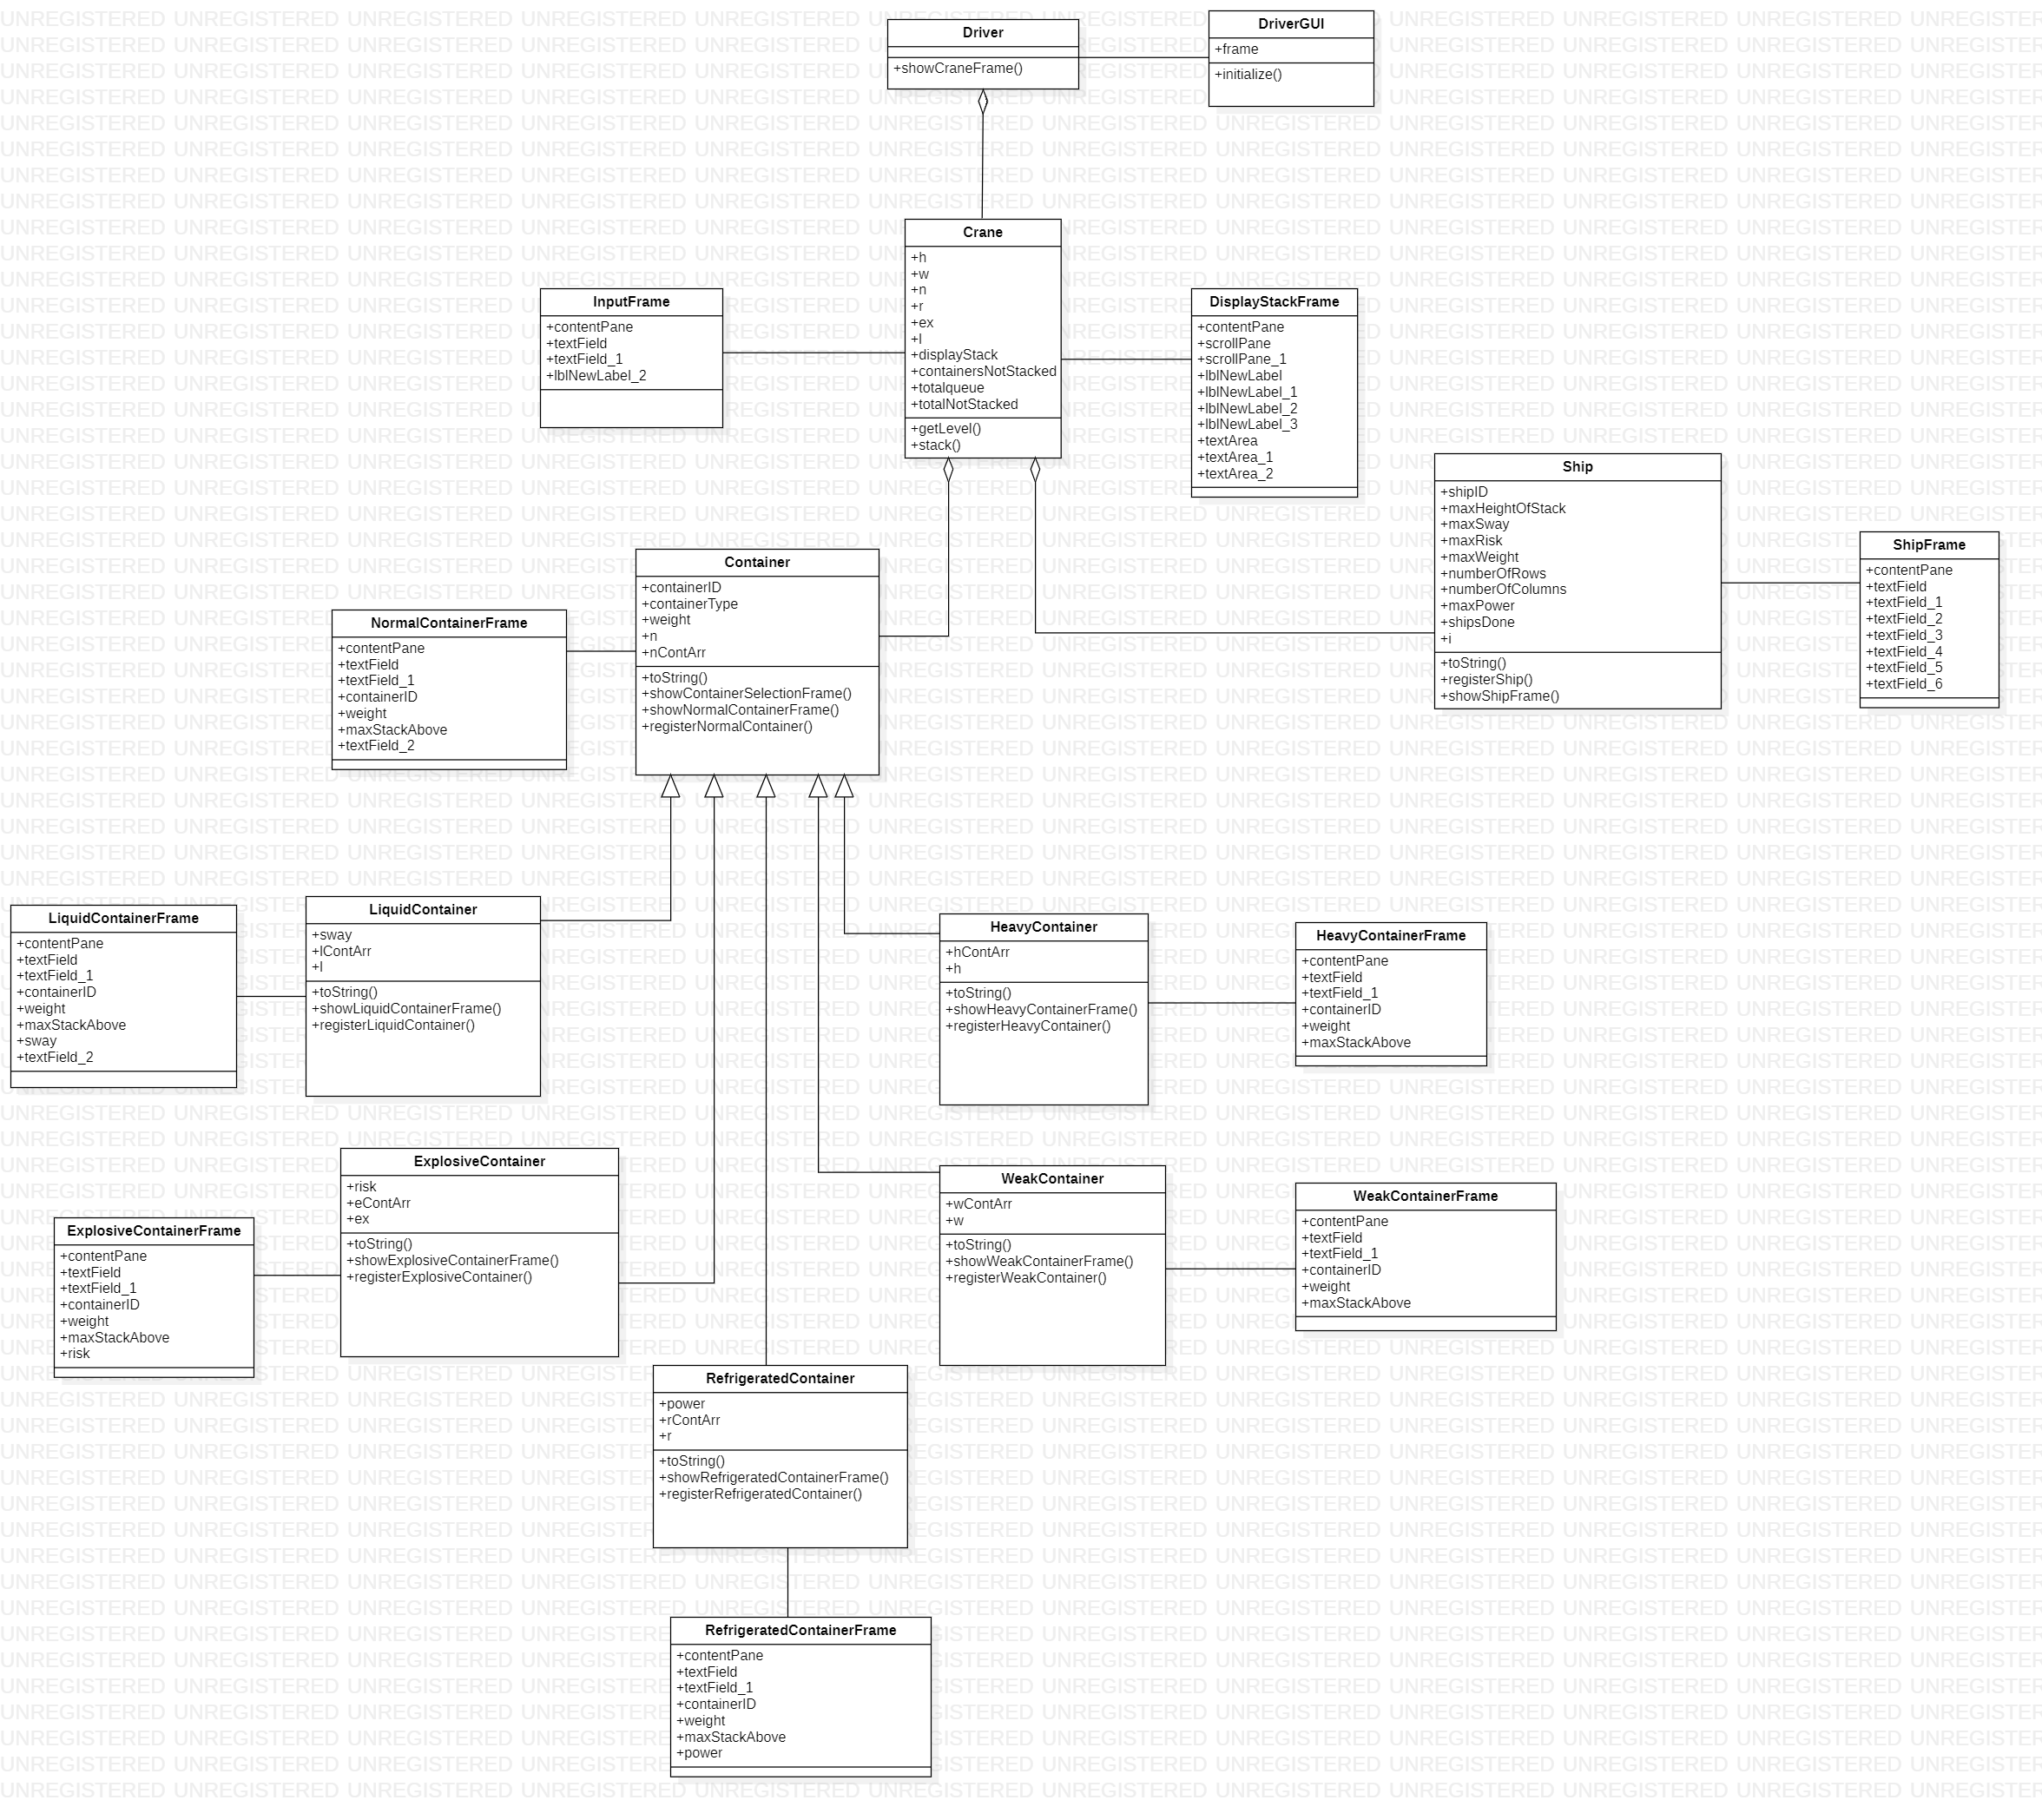 Driver
+showCraneFrame()
DriverGUI
+frame
+initialize()
Crane
+h
+w
+n
+r
+ex
+l
+displayStack
+containersNotStacked
+totalqueue
+totalNotStacked
+getLevel()
+stack()
InputFrame
+contentPane
+textField
+textField_1
+lblNewLabel_2
DisplayStackFrame
+contentPane
+scrollPane
+scrollPane_1
+lblNewLabel
+lblNewLabel_1
+lblNewLabel_2
+lblNewLabel_3
+textArea
+textArea_1
+textArea_2
Ship
+shipID
+maxHeightOfStack
+maxSway
+maxRisk
+maxWeight
+numberOfRows
+numberOfColumns
+maxPower
+shipsDone
+i
+toString()
+registerShip()
+showShipFrame()
ShipFrame
+contentPane
+textField
+textField_1
+textField_2
+textField_3
+textField_4
+textField_5
+textField_6
Container
+containerID
+containerType
+weight
+n
+nContArr
+toString()
+showContainerSelectionFrame()
+showNormalContainerFrame()
+registerNormalContainer()
NormalContainerFrame
+contentPane
+textField
+textField_1
+containerID
+weight
+maxStackAbove
+textField_2
LiquidContainerFrame
+contentPane
+textField
+textField_1
+containerID
+weight
+maxStackAbove
+sway
+textField_2
LiquidContainer
+sway
+lContArr
+l
+toString()
+showLiquidContainerFrame()
+registerLiquidContainer()
HeavyContainer
+hContArr
+h
+toString()
+showHeavyContainerFrame()
+registerHeavyContainer()
HeavyContainerFrame
+contentPane
+textField
+textField_1
+containerID
+weight
+maxStackAbove
ExplosiveContainerFrame
+contentPane
+textField
+textField_1
+containerID
+weight
+maxStackAbove
+risk
ExplosiveContainer
+risk
+eContArr
+ex
+toString()
+showExplosiveContainerFrame()
+registerExplosiveContainer()
WeakContainer
+wContArr
+w
+toString()
+showWeakContainerFrame()
+registerWeakContainer()
WeakContainerFrame
+contentPane
+textField
+textField_1
+containerID
+weight
+maxStackAbove
RefrigeratedContainer
+power
+rContArr
+r
+toString()
+showRefrigeratedContainerFrame()
+registerRefrigeratedContainer()
RefrigeratedContainerFrame
+contentPane
+textField
+textField_1
+containerID
+weight
+maxStackAbove
+power
UNREGISTERED